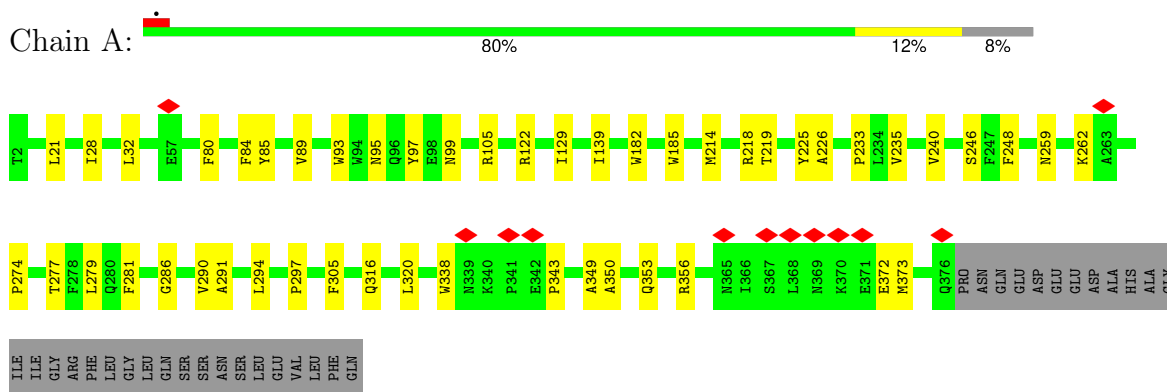 Chain A:
80% 12% 8%
T2 L21 I28 L32 E57 F80 F84 Y85 V89 W93 W94 N95 Q96 Y97 E98 N99 R105 R122 I129 I139 W182 W185 M214 R218 T219 Y225 A226 P233 L234 V235 V240 S246 F247 F248 N259 K262 A263
P274 T277 F278 L279 Q280 F281 G286 V290 A291 L294 P297 F305 Q316 L320 W338 N339 K340 P341 E342 P343 A349 A350 Q353 R356 N365 I366 S367 L368 N369 K370 E371 E372 M373 Q376 PRO ASN GLN GLU ASP GLU GLU ASP ALA HIS ALA GLY
ILE ILE GLY ARG PHE LEU GLY LEU GLN SER SER ASN SER LEU GLU VAL LEU PHE GLN